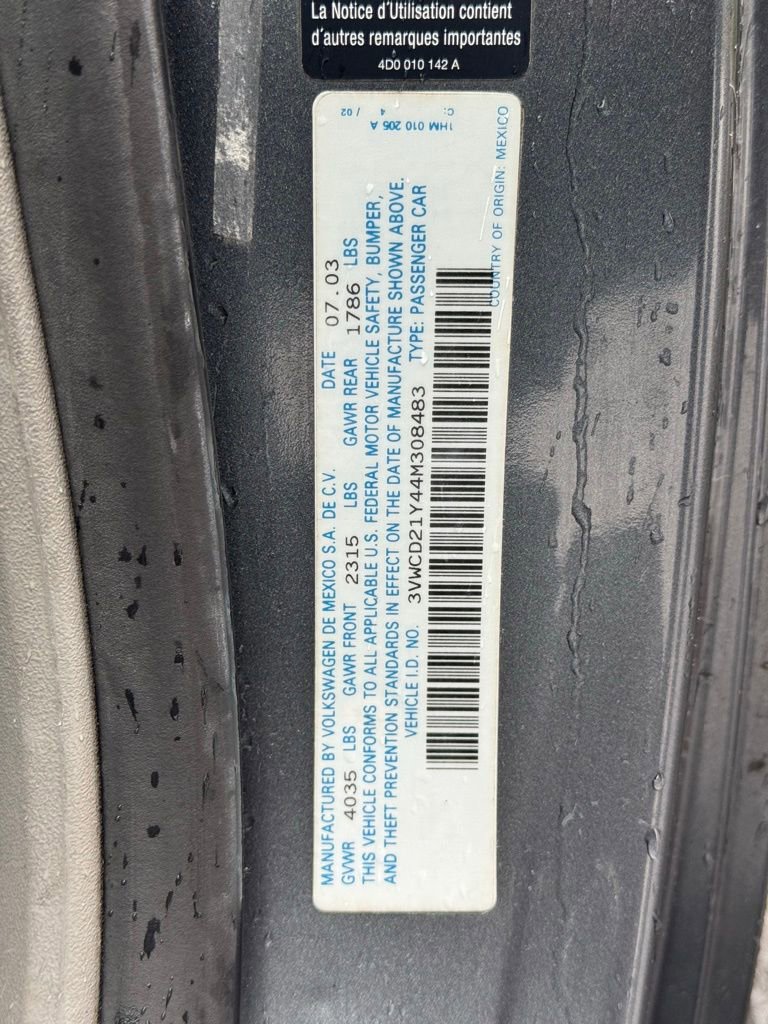 La Notice d'Utilisation contient
d'autres remarques importantes
4D0 010 142 A
1HM 010 205 A
C: 4 / 02
MANUFACTURED BY VOLKSWAGEN DE MEXICO S.A. DE C.V. DATE 07.03
GVWR 4035 LBS GAWR FRONT 2315 LBS GAWR REAR 1786 LBS
THIS VEHICLE CONFORMS TO ALL APPLICABLE U.S. FEDERAL MOTOR VEHICLE SAFETY, BUMPER,
AND THEFT PREVENTION STANDARDS IN EFFECT ON THE DATE OF MANUFACTURE SHOWN ABOVE.
VEHICLE I.D. NO. 3VWCD21Y44M308483 TYPE: PASSENGER CAR
COUNTRY OF ORIGIN: MEXICO